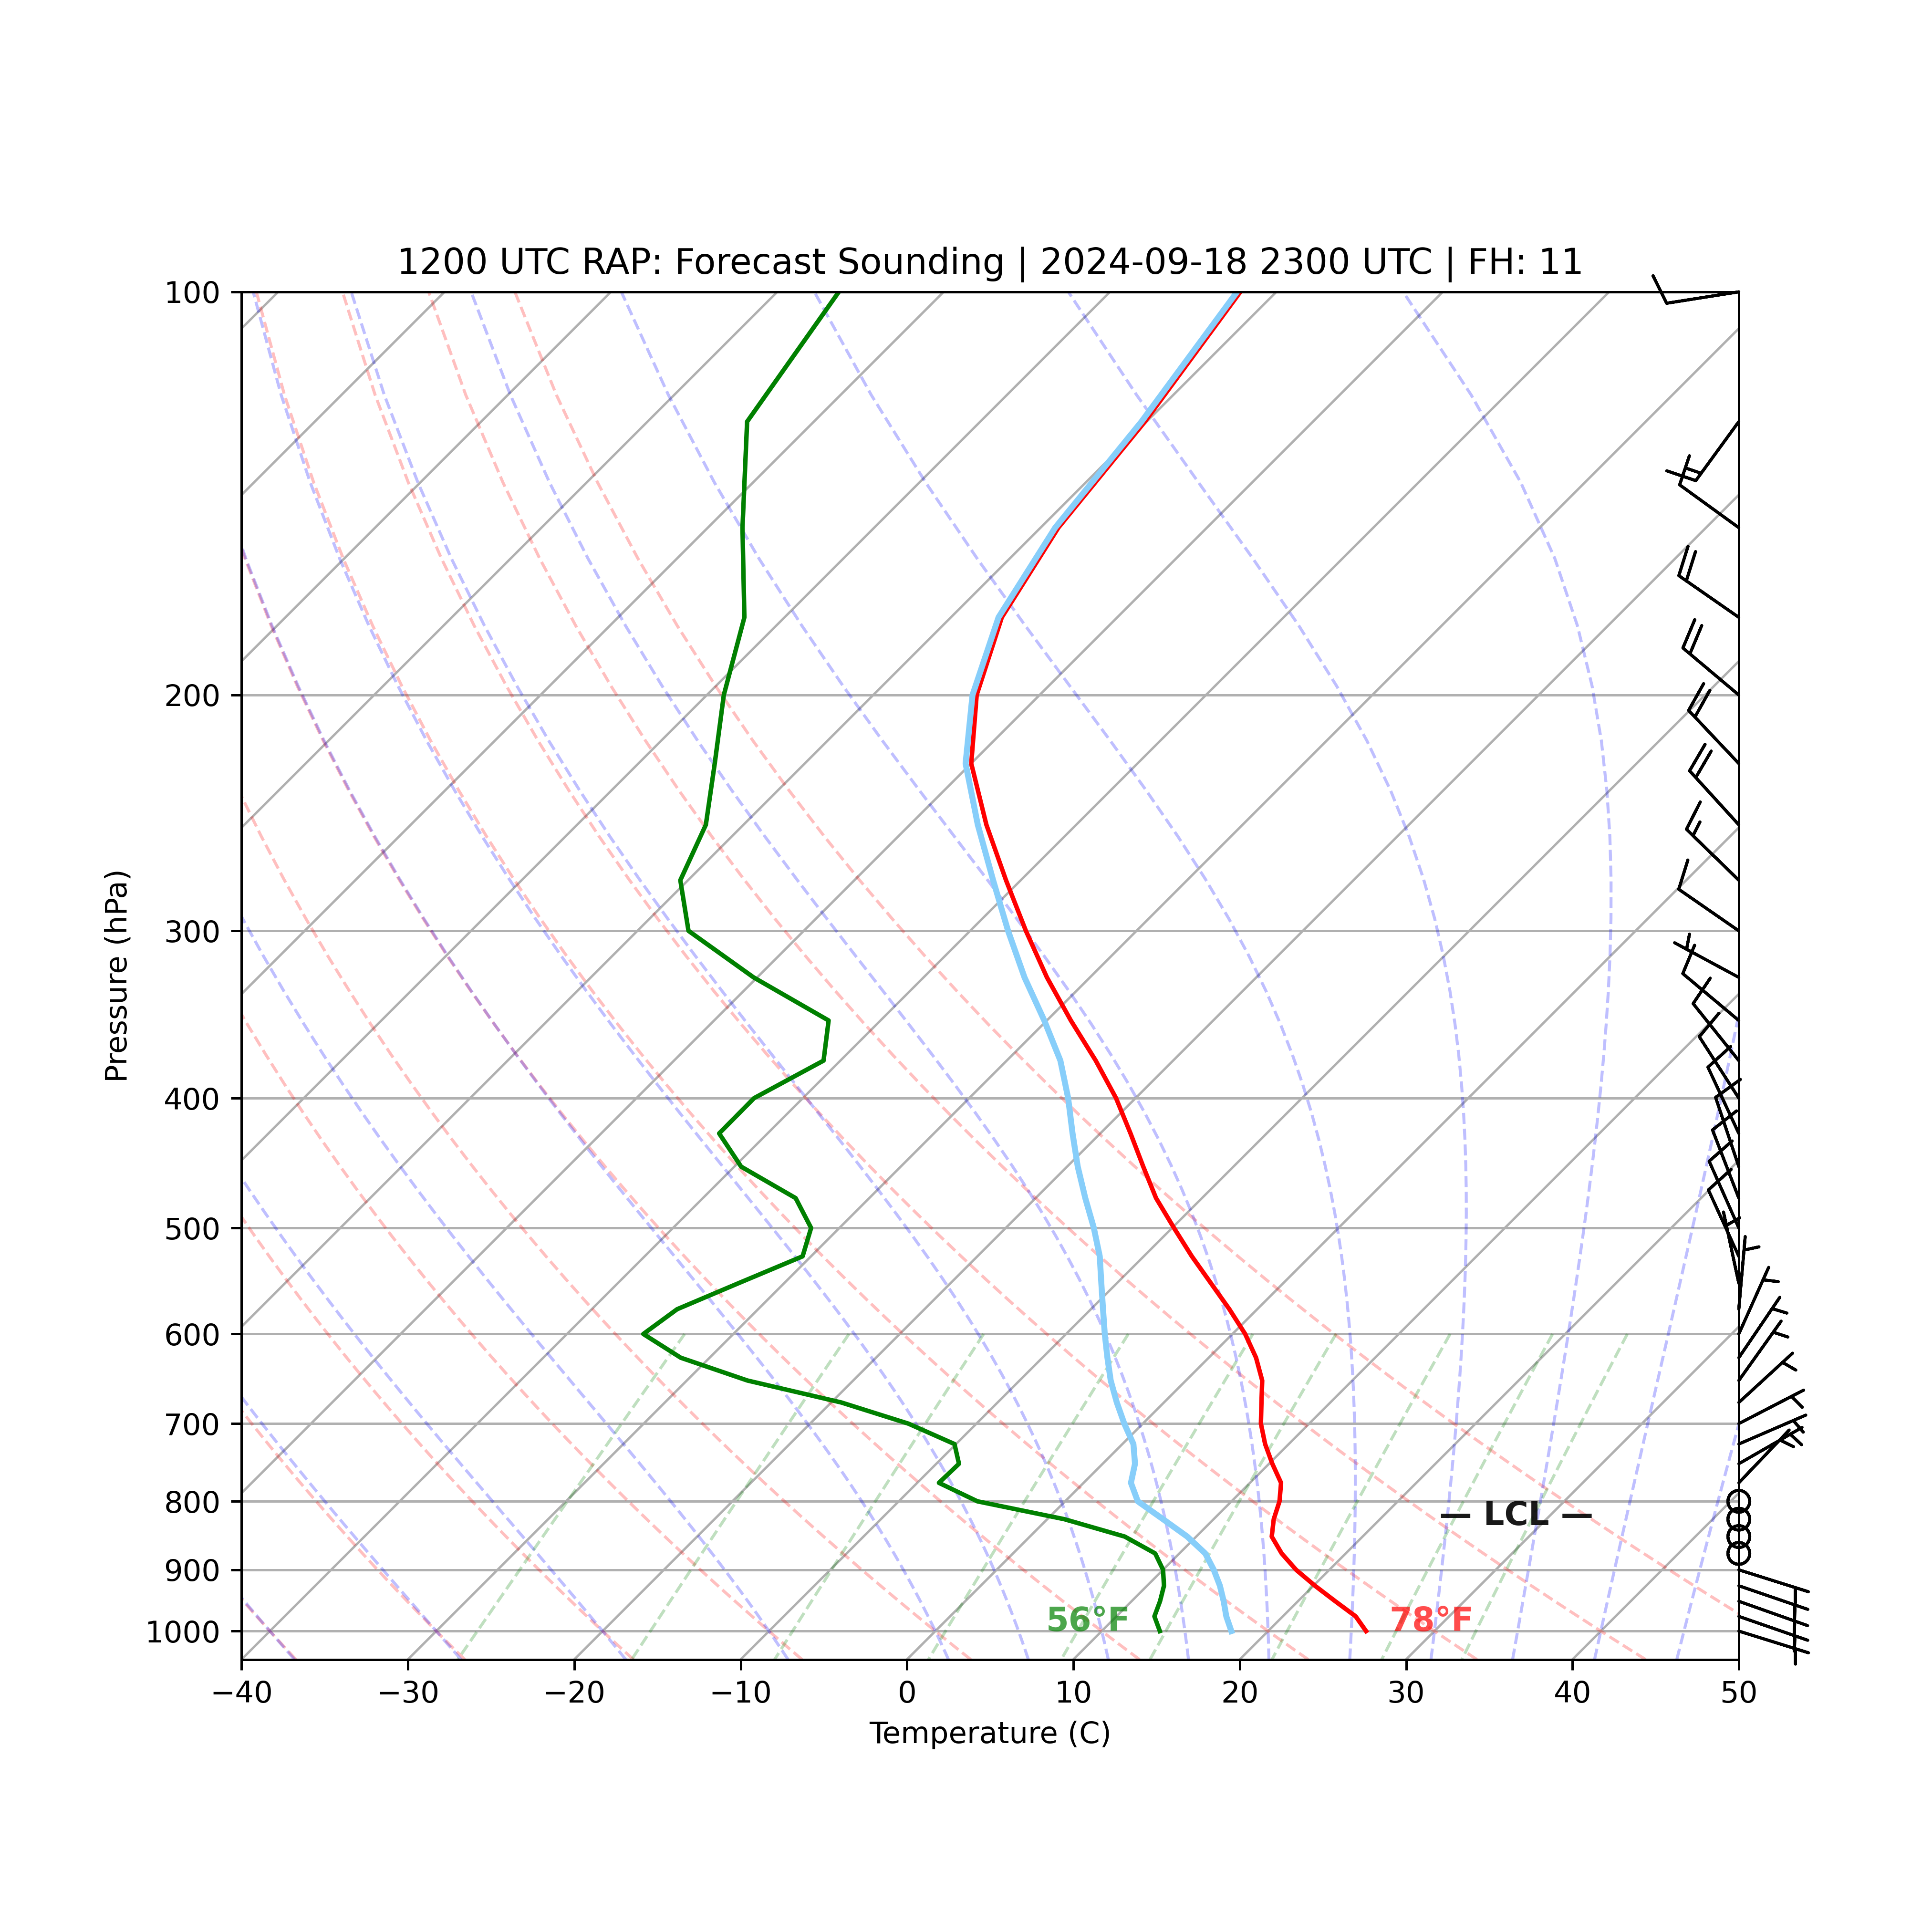 1200 UTC RAP: Forecast Sounding | 2024-09-18 2300 UTC | FH: 11
100
200
300
400
500
600
700
800
900
1000
Pressure (hPa)
— LCL —
56°F
78°F
−40 −30 −20 −10 0 10 20 30 40 50
Temperature (C)